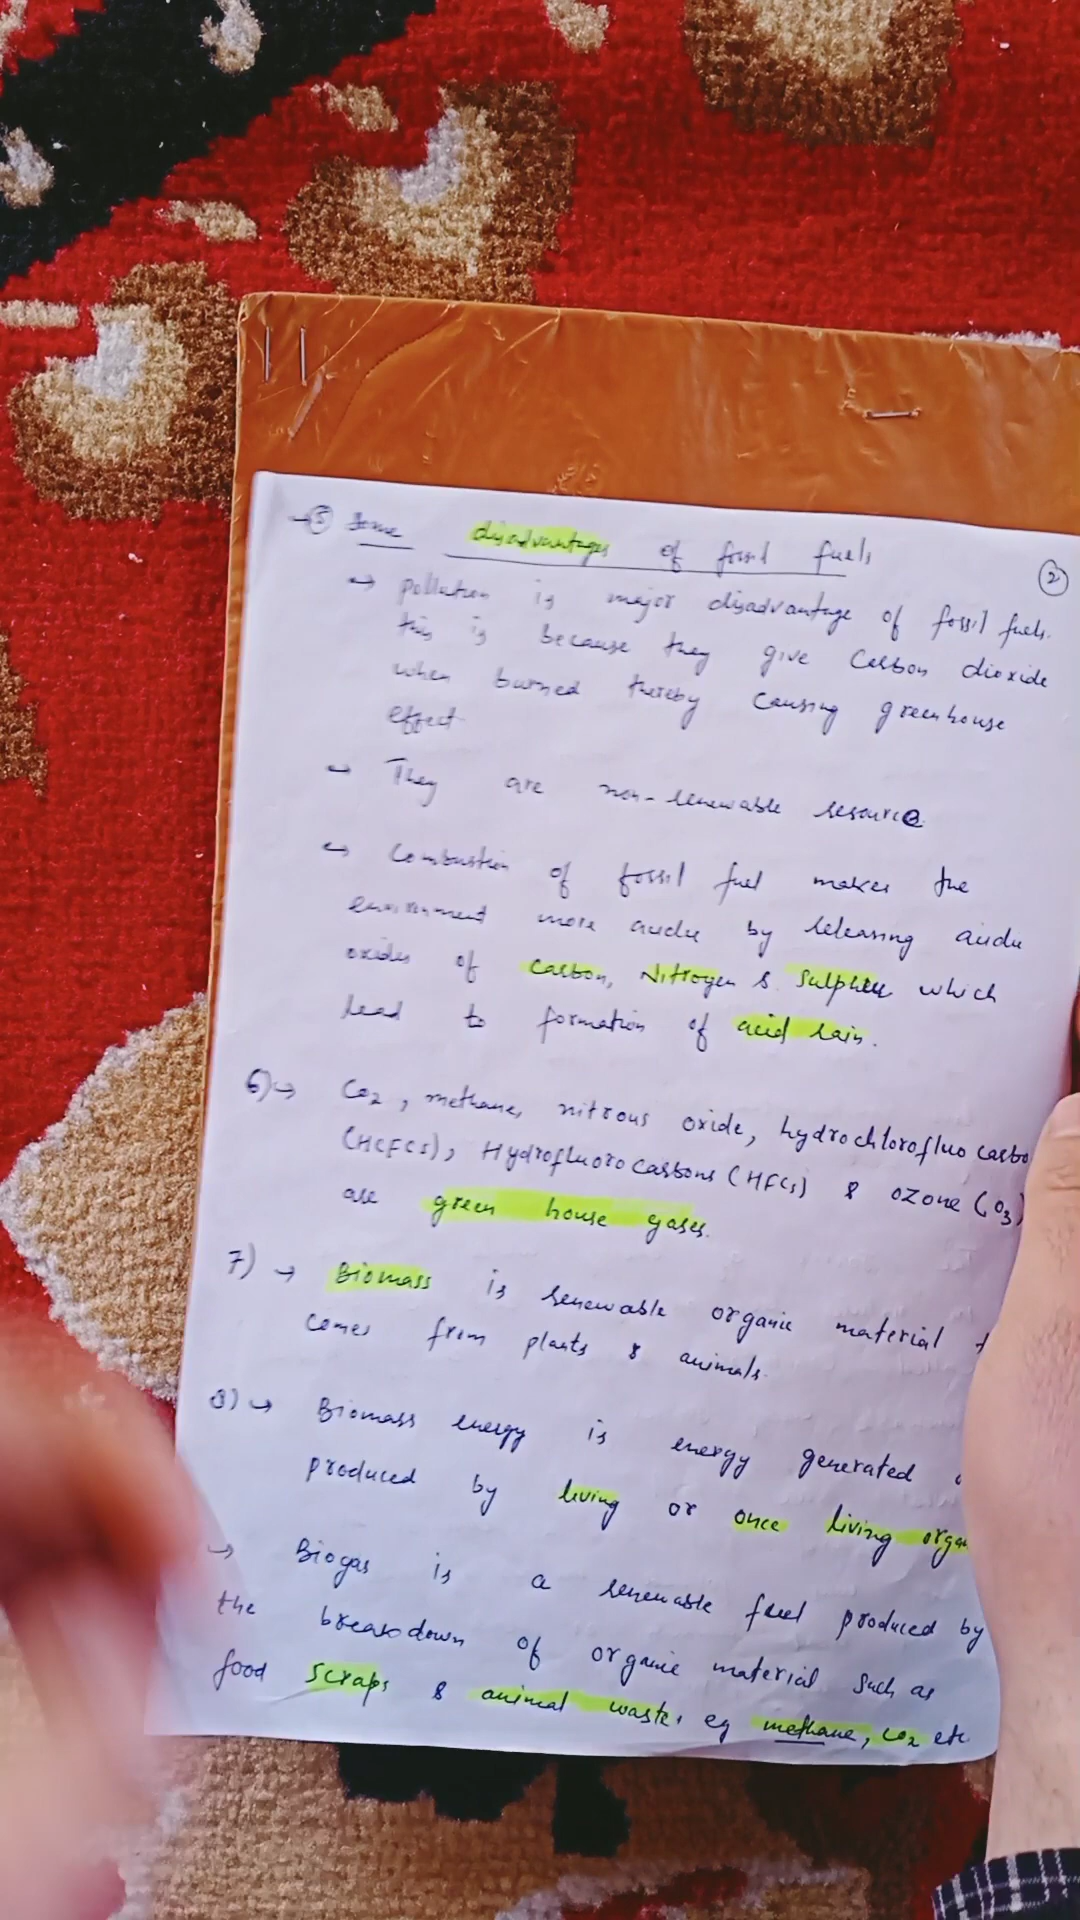 → ⑤ Some disadvantages of fossil fuels
②
→ pollution is major disadvantage of fossil fuels.
this is because they give Carbon dioxide
when burned thereby causing greenhouse
effect
→ They are non-renewable resource
→ Combustion of fossil fuel makes the
environment more acidic by releasing acidic
oxides of Carbon, Nitrogen & Sulphur which
lead to formation of acid rain.
6) → CO2, methane, nitrous oxide, hydrochlorofluo carbo
(HCFCs), Hydrofluorocarbons (HFCs) & ozone (O3)
are green house gases.
7) → Biomass is renewable organic material
comes from plants & animals.
8) → Biomass energy is energy generated
produced by living or once living organ
→ Biogas is a renewable fuel produced by
the breakdown of organic material such as
food scraps & animal waste, eg methane, CO2 etc.